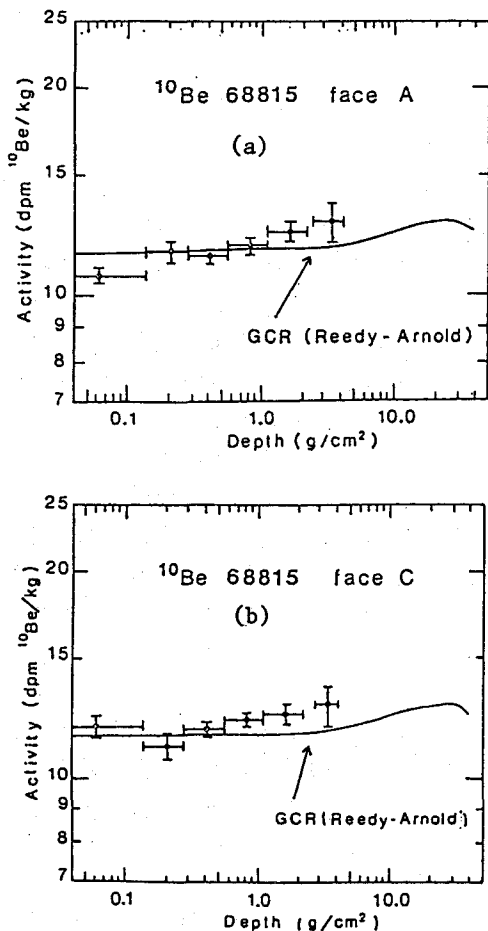 25
20
15
10
9
8
7
Activity (dpm ¹⁰Be/kg)
¹⁰Be 68815 face A
(a)
GCR (Reedy-Arnold)
0.1 1.0 10.0
Depth (g/cm²)
25
20
15
10
9
8
7
Activity (dpm ¹⁰Be/kg)
¹⁰Be 68815 face C
(b)
GCR (Reedy-Arnold)
0.1 1.0 10.0
Depth (g/cm²)